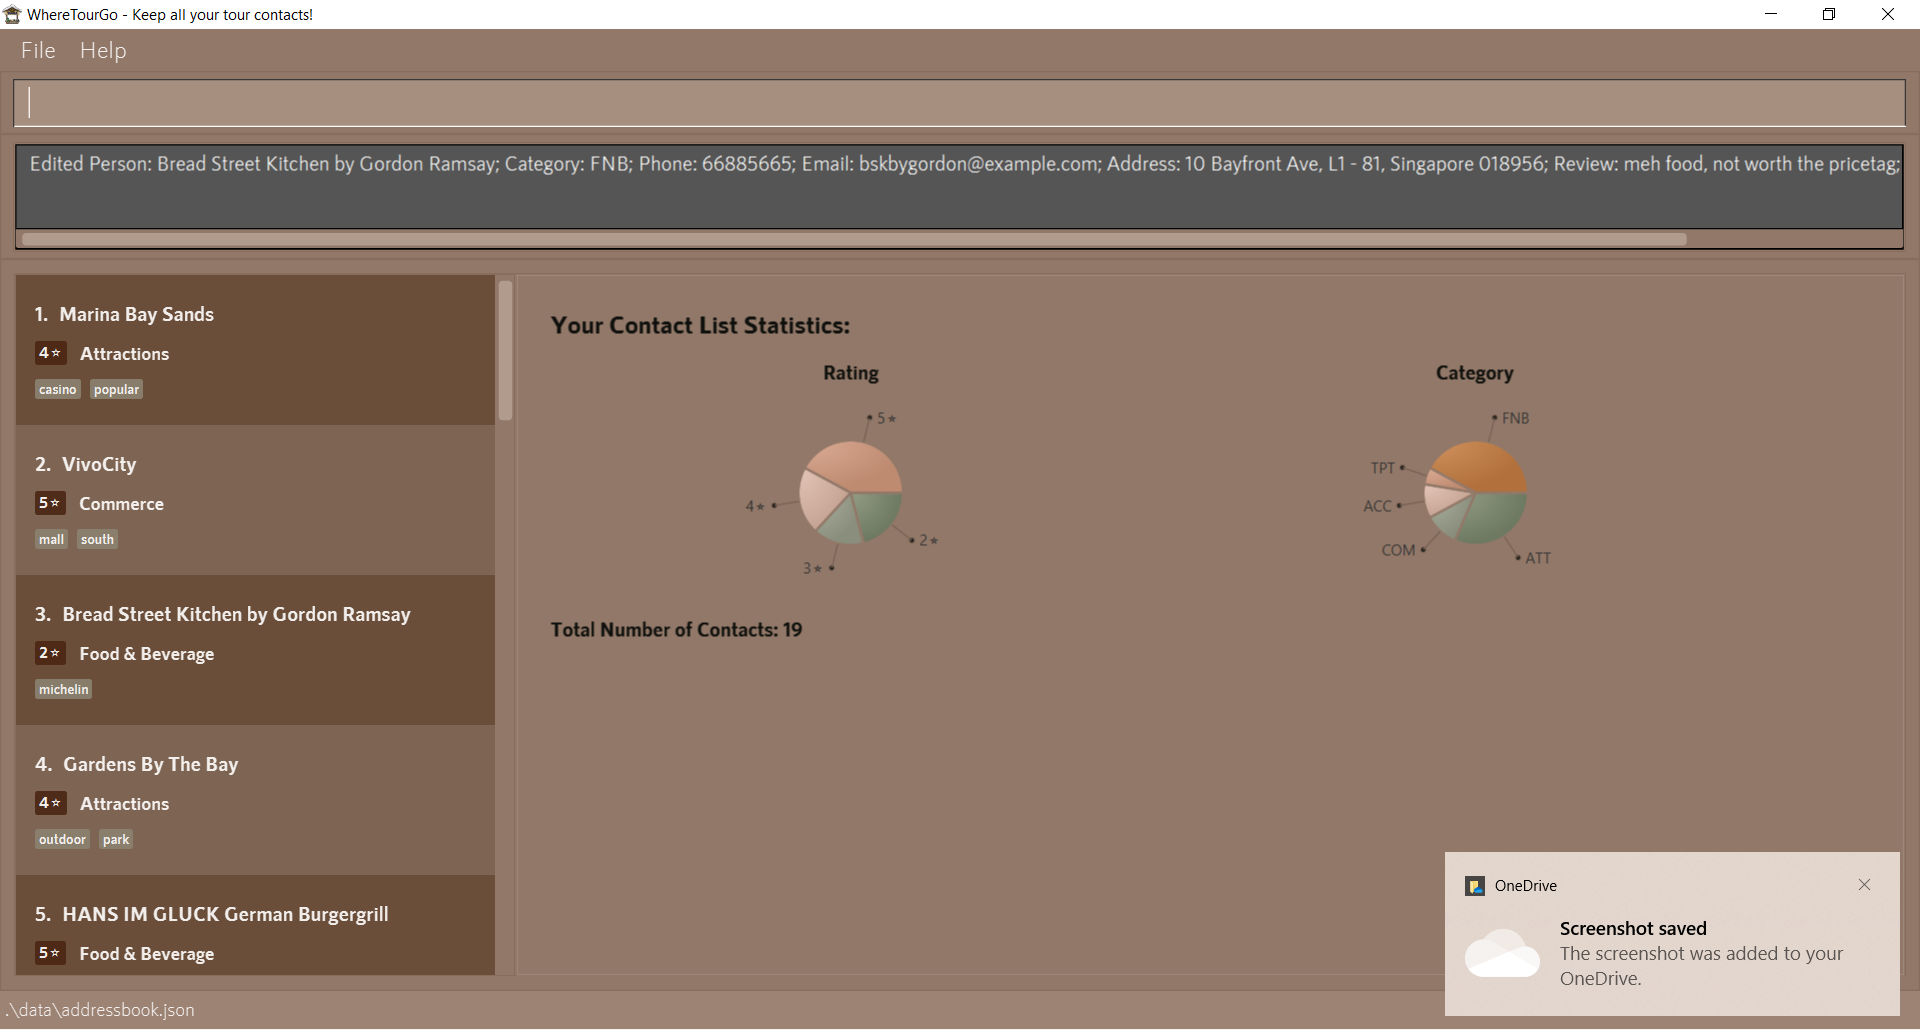 WhereTourGo - Keep all your tour contacts!
File Help
Edited Person: Bread Street Kitchen by Gordon Ramsay; Category: FNB; Phone: 66885665; Email: bskbygordon@example.com; Address: 10 Bayfront Ave, L1 - 81, Singapore 018956; Review: meh food, not worth the pricetag;
1. Marina Bay Sands
4☆ Attractions
casino popular
2. VivoCity
5☆ Commerce
mall south
3. Bread Street Kitchen by Gordon Ramsay
2☆ Food & Beverage
michelin
4. Gardens By The Bay
4☆ Attractions
outdoor park
5. HANS IM GLUCK German Burgergrill
5☆ Food & Beverage
Your Contact List Statistics:
Rating
5★
4★
2★
3★
Category
FNB
TPT
ACC
COM
ATT
Total Number of Contacts: 19
OneDrive
Screenshot saved
The screenshot was added to your
OneDrive.
.\data\addressbook.json